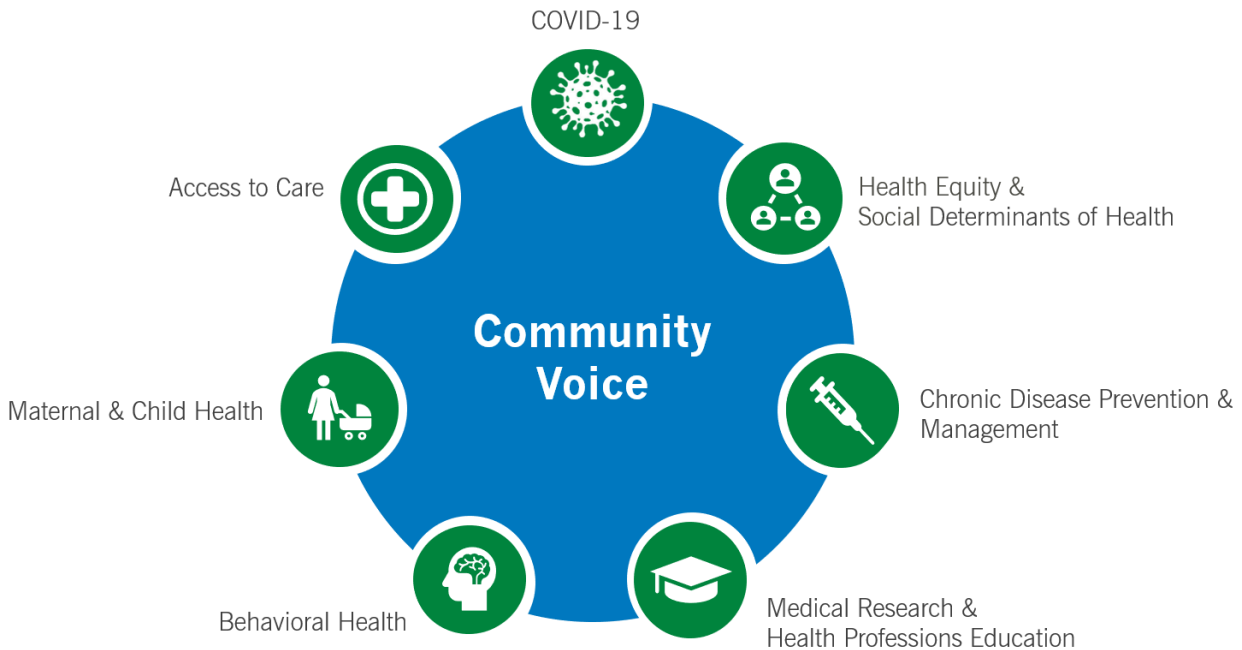 COVID-19
Access to Care
Health Equity &
Social Determinants of Health
Community
Voice
Maternal & Child Health
Chronic Disease Prevention &
Management
Behavioral Health
Medical Research &
Health Professions Education